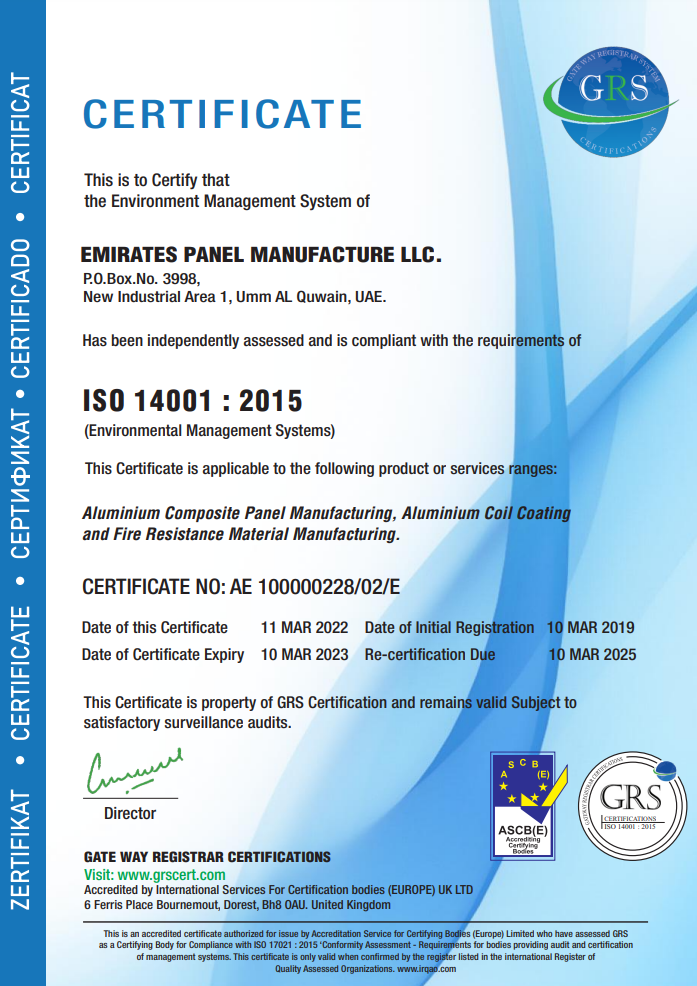 ZERTIFIKAT • CERTIFICATE • СЕРТИФИКАТ • CERTIFICADO • CERTIFICAT
GATE WAY REGISTRAR SYSTEM
GRS
CERTIFICATIONS
CERTIFICATE
This is to Certify that
the Environment Management System of
EMIRATES PANEL MANUFACTURE LLC.
P.O.Box.No. 3998,
New Industrial Area 1, Umm AL Quwain, UAE.
Has been independently assessed and is compliant with the requirements of
ISO 14001 : 2015
(Environmental Management Systems)
This Certificate is applicable to the following product or services ranges:
Aluminium Composite Panel Manufacturing, Aluminium Coil Coating
and Fire Resistance Material Manufacturing.
CERTIFICATE NO: AE 100000228/02/E
Date of this Certificate 11 MAR 2022 Date of Initial Registration 10 MAR 2019
Date of Certificate Expiry 10 MAR 2023 Re-certification Due 10 MAR 2025
This Certificate is property of GRS Certification and remains valid Subject to
satisfactory surveillance audits.
Director
A S C B (E)
ASCB(E)
Accrediting
Certifying
Bodies
GATEWAY REGISTRAR CERTIFICATIONS
GRS
CERTIFICATIONS
ISO 14001 : 2015
GATE WAY REGISTRAR CERTIFICATIONS
Visit: www.grscert.com
Accredited by International Services For Certification bodies (EUROPE) UK LTD
6 Ferris Place Bournemout, Dorest, Bh8 OAU. United Kingdom
This is an accredited certificate authorized for issue by Accreditation Service for Certifying Bodies (Europe) Limited who have assessed GRS
as a Certifying Body for Compliance with ISO 17021 : 2015 'Conformity Assessment - Requirements for bodies providing audit and certification
of management systems. This certificate is only valid when confirmed by the register listed in the international Register of
Quality Assessed Organizations. www.irqao.com